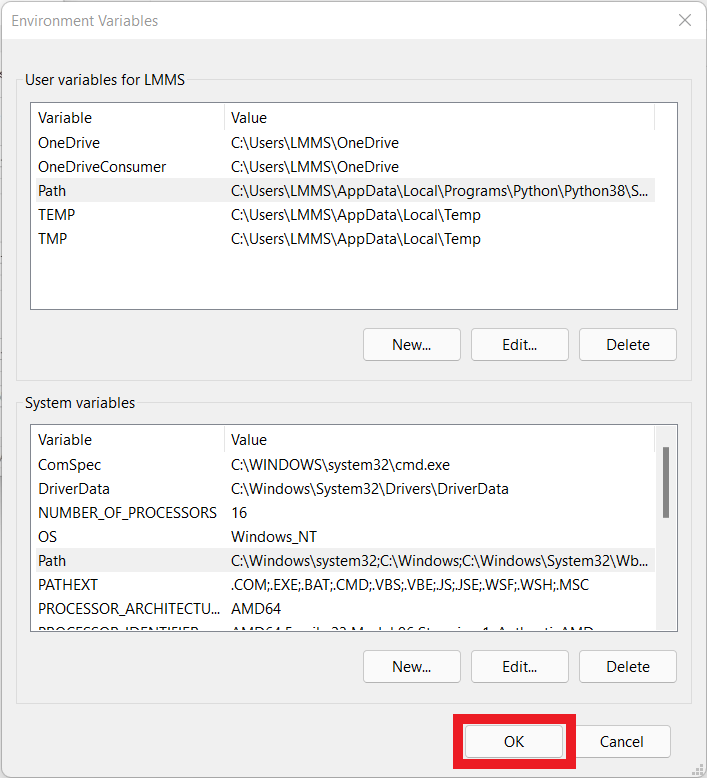 Environment Variables
User variables for LMMS
Variable Value
OneDrive C:\Users\LMMS\OneDrive
OneDriveConsumer C:\Users\LMMS\OneDrive
Path C:\Users\LMMS\AppData\Local\Programs\Python\Python38\S...
TEMP C:\Users\LMMS\AppData\Local\Temp
TMP C:\Users\LMMS\AppData\Local\Temp
New... Edit... Delete
System variables
Variable Value
ComSpec C:\WINDOWS\system32\cmd.exe
DriverData C:\Windows\System32\Drivers\DriverData
NUMBER_OF_PROCESSORS 16
OS Windows_NT
Path C:\Windows\system32;C:\Windows;C:\Windows\System32\Wb...
PATHEXT .COM;.EXE;.BAT;.CMD;.VBS;.VBE;.JS;.JSE;.WSF;.WSH;.MSC
PROCESSOR_ARCHITECTU... AMD64
PROCESSOR_IDENTIFIER AMD64 Family
New... Edit... Delete
OK Cancel